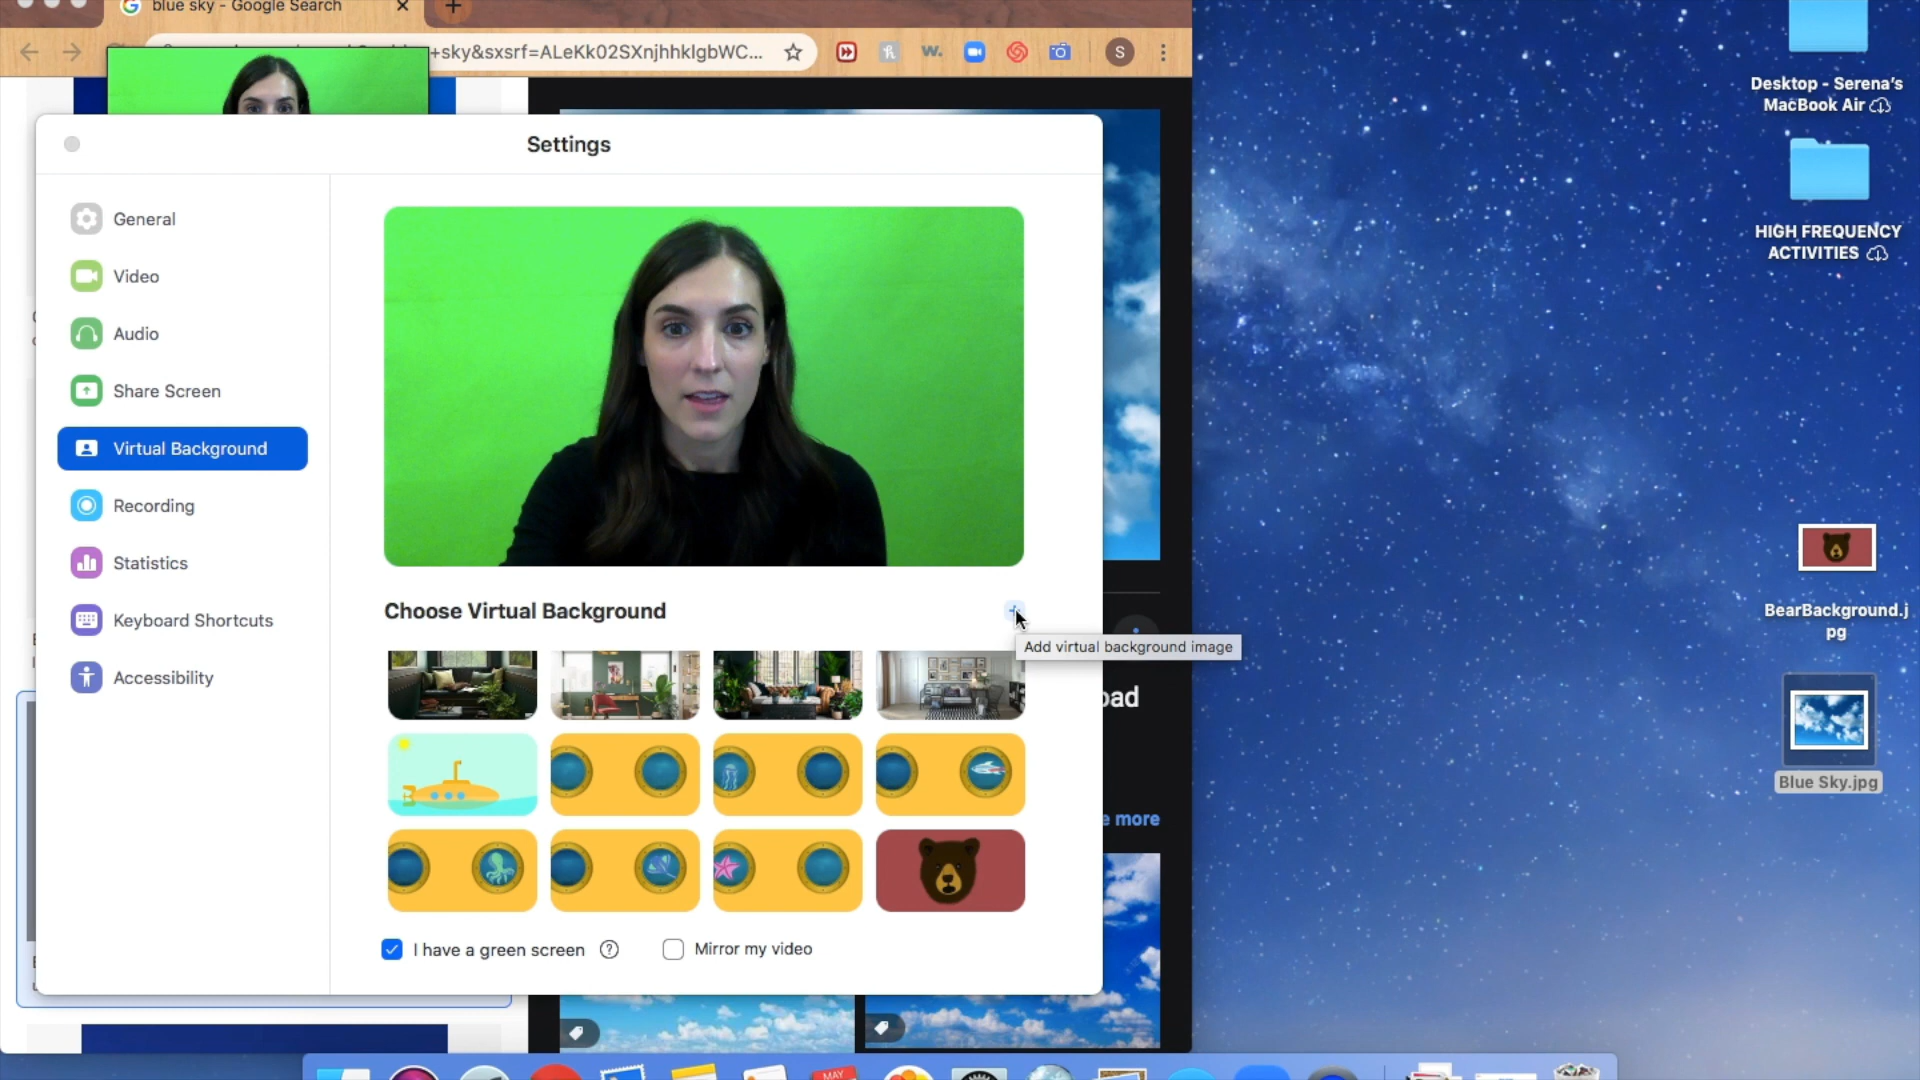 blue sky - Google Search
+sky&sxsrf=ALeKk02SXnjhhklgbWC...
S
Desktop - Serena's
MacBook Air
HIGH FREQUENCY
ACTIVITIES
Settings
General
Video
Audio
Share Screen
Virtual Background
Recording
Statistics
Keyboard Shortcuts
Accessibility
Choose Virtual Background
Add virtual background image
BearBackground.j
pg
Blue Sky.jpg
I have a green screen
Mirror my video
more
MAY